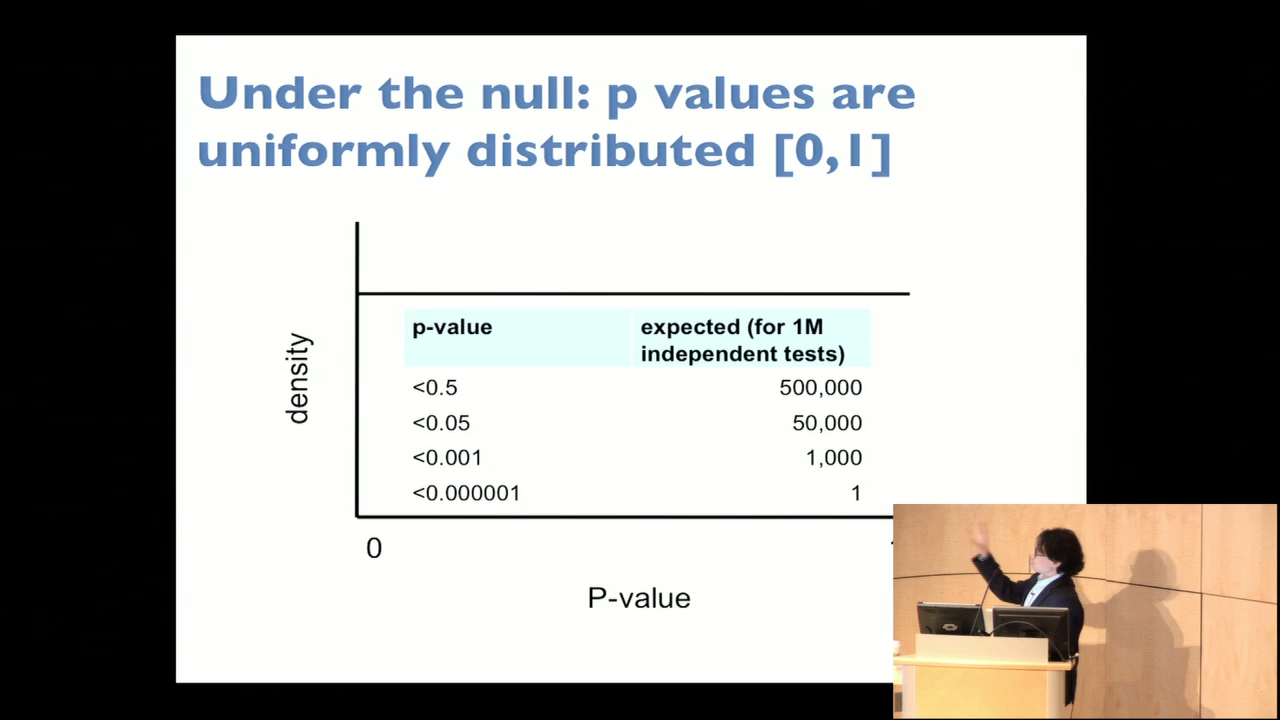 Under the null: p values are
uniformly distributed [0,1]
density
p-value expected (for 1M
independent tests)
<0.5 500,000
<0.05 50,000
<0.001 1,000
<0.000001 1
0
P-value